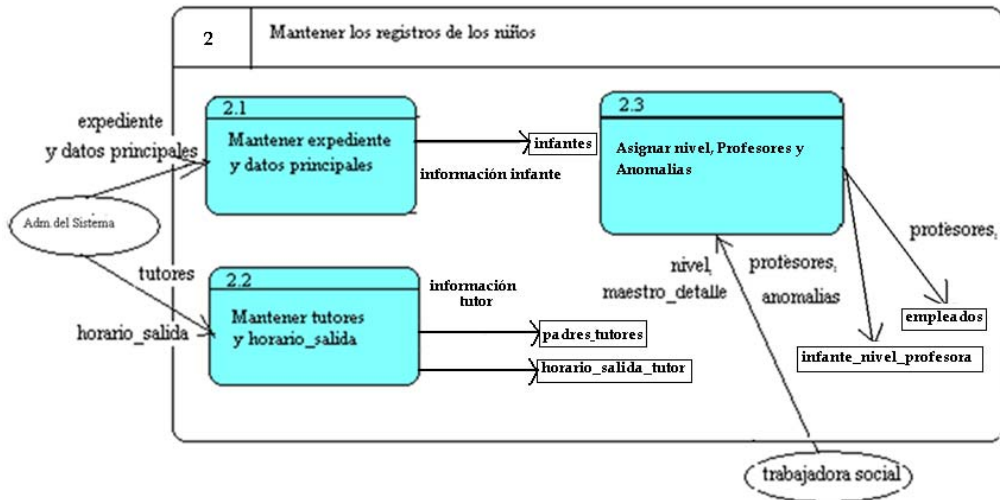 2
Mantener los registros de los niños
2.1
Mantener expediente
y datos principales
expediente
y datos principales
Adm.del Sistema
infantes
información infante
2.3
Asignar nivel, Profesores y
Anomalias
tutores
horario_salida
2.2
Mantener tutores
y horario_salida
información
tutor
padres_tutores
horario_salida_tutor
nivel,
maestro_detalle
profesores,
anomalias
profesores,
empleados
infante_nivel_profesora
trabajadora social